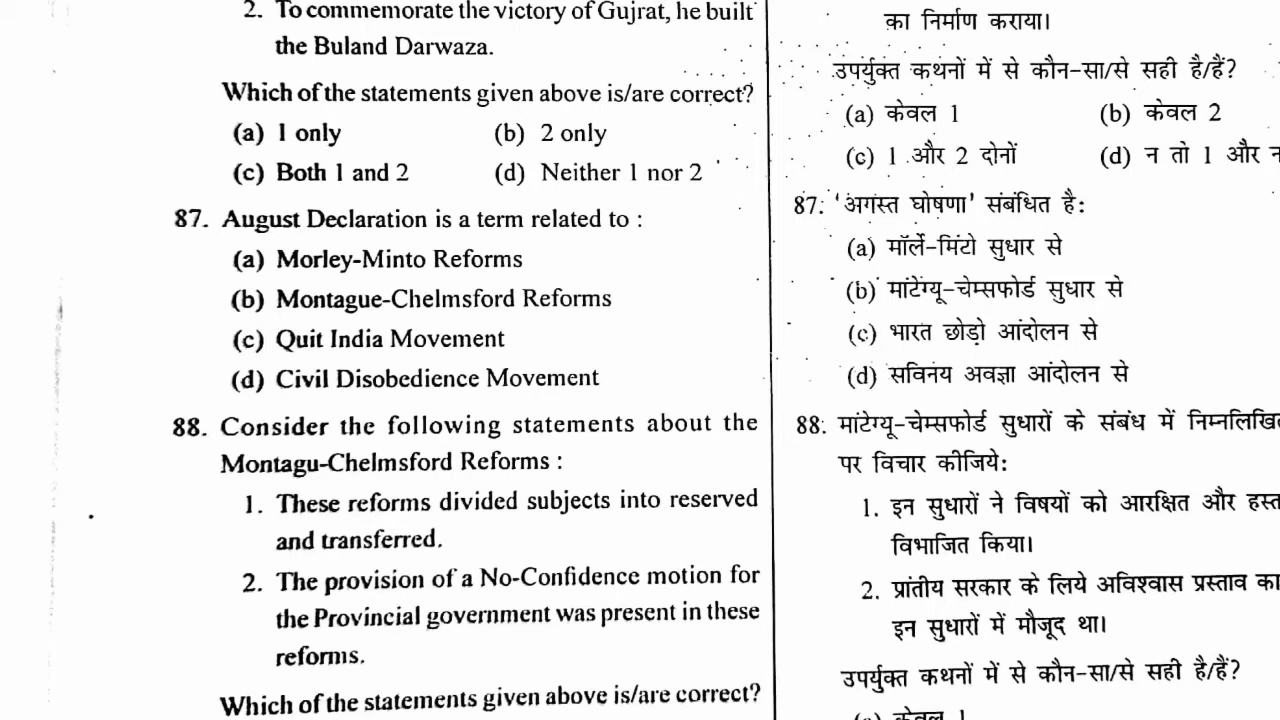 2. To commemorate the victory of Gujrat, he built
the Buland Darwaza.
Which of the statements given above is/are correct?
(a) 1 only (b) 2 only
(c) Both 1 and 2 (d) Neither 1 nor 2
87. August Declaration is a term related to :
(a) Morley-Minto Reforms
(b) Montague-Chelmsford Reforms
(c) Quit India Movement
(d) Civil Disobedience Movement
88. Consider the following statements about the
Montagu-Chelmsford Reforms :
1. These reforms divided subjects into reserved
and transferred.
2. The provision of a No-Confidence motion for
the Provincial government was present in these
reforms.
Which of the statements given above is/are correct?
का निर्माण कराया।
उपर्युक्त कथनों में से कौन-सा/से सही है/हैं?
(a) केवल 1 (b) केवल 2
(c) 1 और 2 दोनों (d) न तो 1 और न
87. ‘अगस्त घोषणा’ संबंधित है:
(a) मॉर्ले-मिंटो सुधार से
(b) मांटेंग्यू-चेम्सफोर्ड सुधार से
(c) भारत छोड़ो आंदोलन से
(d) सविनय अवज्ञा आंदोलन से
88. मांटेग्यू-चेम्सफोर्ड सुधारों के संबंध में
पर विचार कीजिये:
1. इन सुधारों ने विषयों को आरक्षित और
विभाजित किया।
2. प्रांतीय सरकार के लिये अविश्वास प्रस्ताव का
इन सुधारों में मौजूद था।
उपर्युक्त कथनों में से कौन-सा/से सही है/हैं?
(a) केवल 1